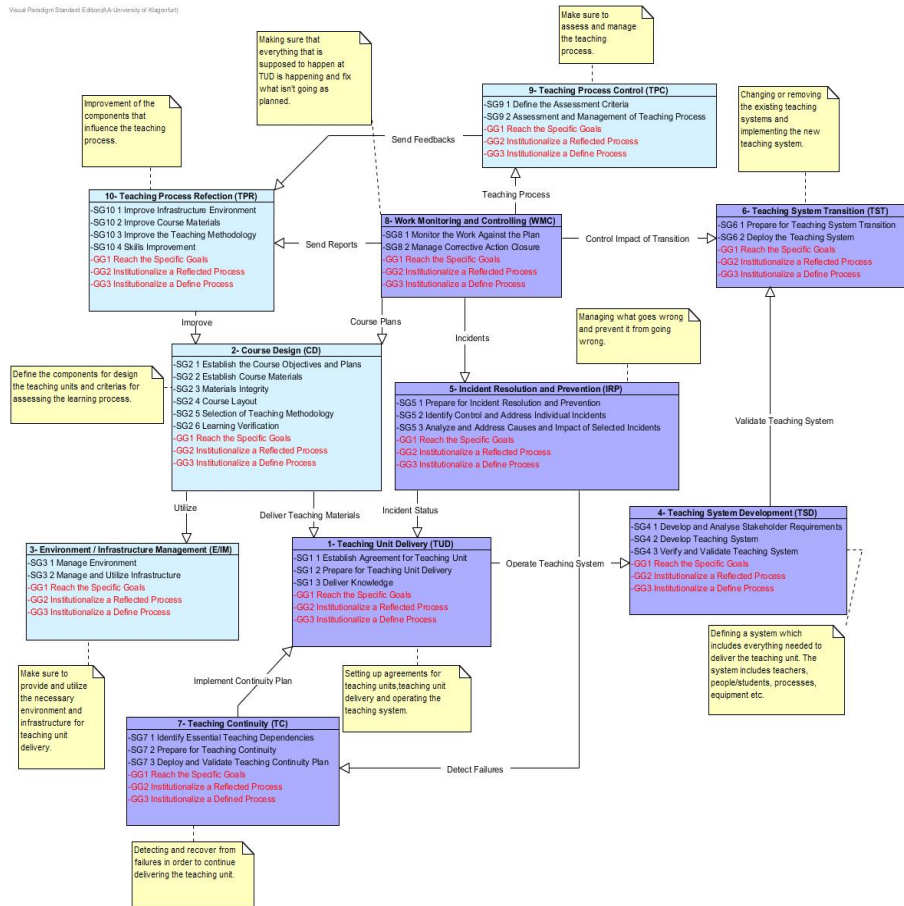 Visual Paradigm Standard Edition(AA-University of Klagenfurt)
Make sure to
assess and manage
the teaching
process.
Making sure that
everything that is
supposed to happen at
TUD is happening and fix
what isn't going as
planned.
9- Teaching Process Control (TPC)
-SG9 1 Define the Assessment Criteria
-SG9 2 Assessment and Management of Teaching Process
-GG1 Reach the Specific Goals
-GG2 Institutionalize a Reflected Process
-GG3 Institutionalize a Define Process
Changing or removing
the existing teaching
systems and
implementing the new
teaching system.
Improvement of the
components that
influence the teaching
process.
Send Feedbacks
Teaching Process
10- Teaching Process Refection (TPR)
-SG10 1 Improve Infrastructure Environment
-SG10 2 Improve Course Materials
-SG10 3 Improve the Teaching Methodology
-SG10 4 Skills Improvement
-GG1 Reach the Specific Goals
-GG2 Institutionalize a Reflected Process
-GG3 Institutionalize a Define Process
Send Reports
8- Work Monitoring and Controlling (WMC)
-SG8 1 Monitor the Work Against the Plan
-SG8 2 Manage Corrective Action Closure
-GG1 Reach the Specific Goals
-GG2 Institutionalize a Reflected Process
-GG3 Institutionalize a Define Process
Control Impact of Transition
6- Teaching System Transition (TST)
-SG6 1 Prepare for Teaching System Transition
-SG6 2 Deploy the Teaching System
-GG1 Reach the Specific Goals
-GG2 Institutionalize a Reflected Process
-GG3 Institutionalize a Define Process
Improve
Course Plans
Incidents
Managing what goes wrong
and prevent it from going
wrong.
Define the components for design
the teaching units and criterias for
assessing the learning process.
2- Course Design (CD)
-SG2 1 Establish the Course Objectives and Plans
-SG2 2 Establish Course Materials
-SG2 3 Materials Integrity
-SG2 4 Course Layout
-SG2 5 Selection of Teaching Methodology
-SG2 6 Learning Verification
-GG1 Reach the Specific Goals
-GG2 Institutionalize a Reflected Process
-GG3 Institutionalize a Define Process
5- Incident Resolution and Prevention (IRP)
-SG5 1 Prepare for Incident Resolution and Prevention
-SG5 2 Identify Control and Address Individual Incidents
-SG5 3 Analyze and Address Causes and Impact of Selected Incidents
-GG1 Reach the Specific Goals
-GG2 Institutionalize a Reflected Process
-GG3 Institutionalize a Define Process
Validate Teaching System
Utilize
Deliver Teaching Materials
Incident Status
4- Teaching System Development (TSD)
-SG4 1 Develop and Analyse Stakeholder Requirements
-SG4 2 Develop Teaching System
-SG4 3 Verify and Validate Teaching System
-GG1 Reach the Specific Goals
-GG2 Institutionalize a Reflected Process
-GG3 Institutionalize a Define Process
3- Environment / Infrastructure Management (E/IM)
-SG3 1 Manage Environment
-SG3 2 Manage and Utilize Infrastructure
-GG1 Reach the Specific Goals
-GG2 Institutionalize a Reflected Process
-GG3 Institutionalize a Define Process
1- Teaching Unit Delivery (TUD)
-SG1 1 Establish Agreement for Teaching Unit
-SG1 2 Prepare for Teaching Unit Delivery
-SG1 3 Deliver Knowledge
-GG1 Reach the Specific Goals
-GG2 Institutionalize a Reflected Process
-GG3 Institutionalize a Define Process
Operate Teaching System
Defining a system which
includes everything needed to
deliver the teaching unit. The
system includes teachers,
people/students, processes,
equipment etc.
Make sure to
provide and utilize
the necessary
environment and
infrastructure for
teaching unit
delivery.
Implement Continuity Plan
Setting up agreements for
teaching units,teaching unit
delivery and operating the
teaching system.
7- Teaching Continuity (TC)
-SG7 1 Identify Essential Teaching Dependencies
-SG7 2 Prepare for Teaching Continuity
-SG7 3 Deploy and Validate Teaching Continuity Plan
-GG1 Reach the Specific Goals
-GG2 Institutionalize a Reflected Process
-GG3 Institutionalize a Defined Process
Detect Failures
Detecting and recover from
failures in order to continue
delivering the teaching unit.